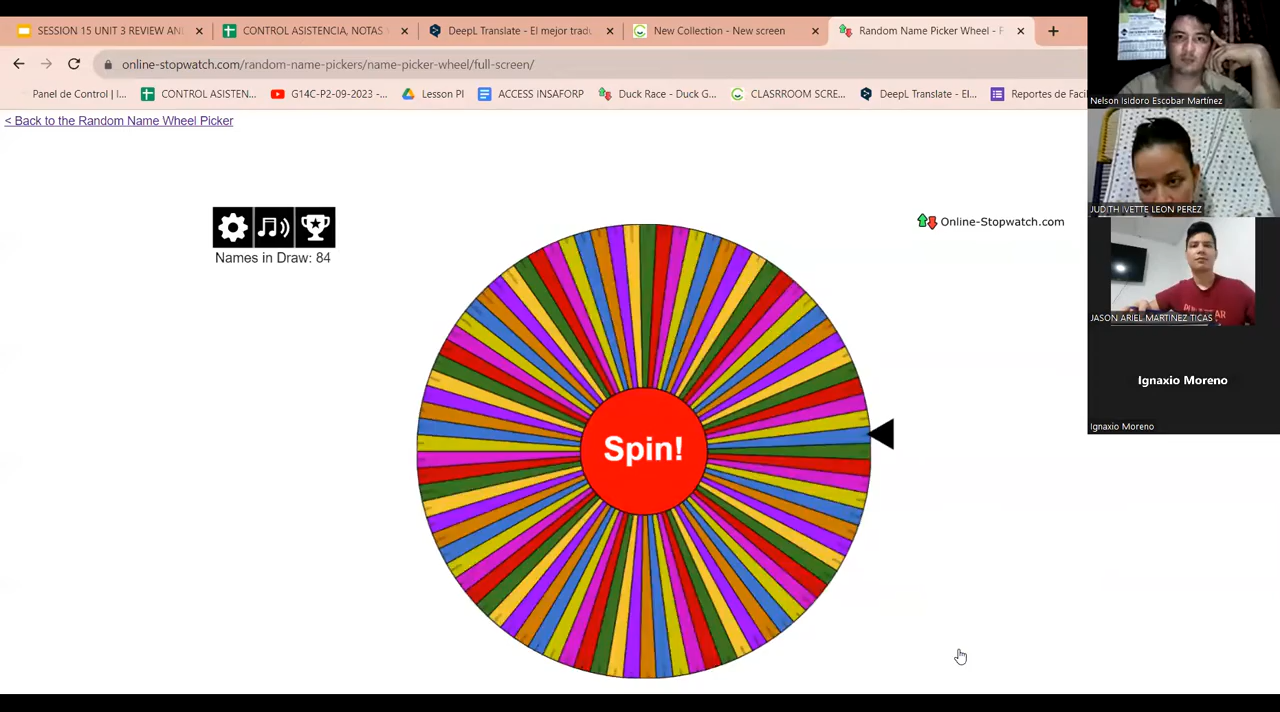 SESSION 15 UNIT 3 REVIEW AN
CONTROL ASISTENCIA, NOTAS
DeepL Translate - El mejor tradu
New Collection - New screen
Random Name Picker Wheel - F
online-stopwatch.com/random-name-pickers/name-picker-wheel/full-screen/
Panel de Control | I...
CONTROL ASISTEN...
G14C-P2-09-2023 -...
Lesson Pl
ACCESS INSAFORP
Duck Race - Duck G...
CLASRROOM SCRE...
DeepL Translate - El...
Reportes de Facil
< Back to the Random Name Wheel Picker
Names in Draw: 84
Online-Stopwatch.com
Spin!
Nelson Isidoro Escobar Martínez
JUDITH IVETTE LEON PEREZ
JASON ARIEL MARTÍNEZ TICAS
Ignaxio Moreno
Ignaxio Moreno